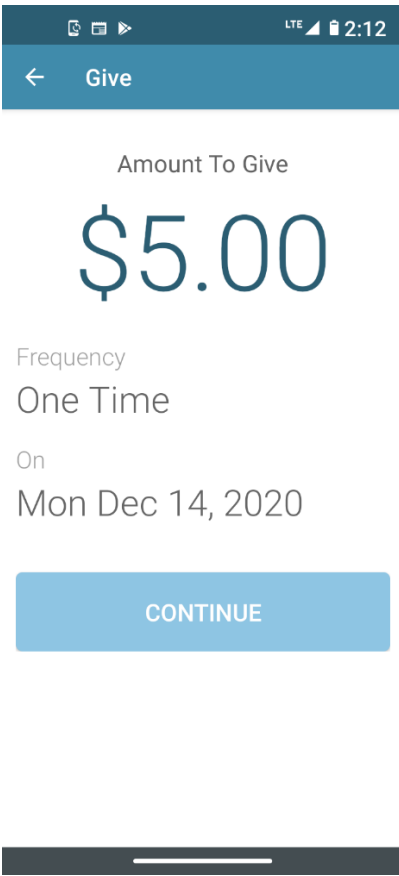 LTE 2:12
Give
Amount To Give
$5.00
Frequency
One Time
On
Mon Dec 14, 2020
CONTINUE